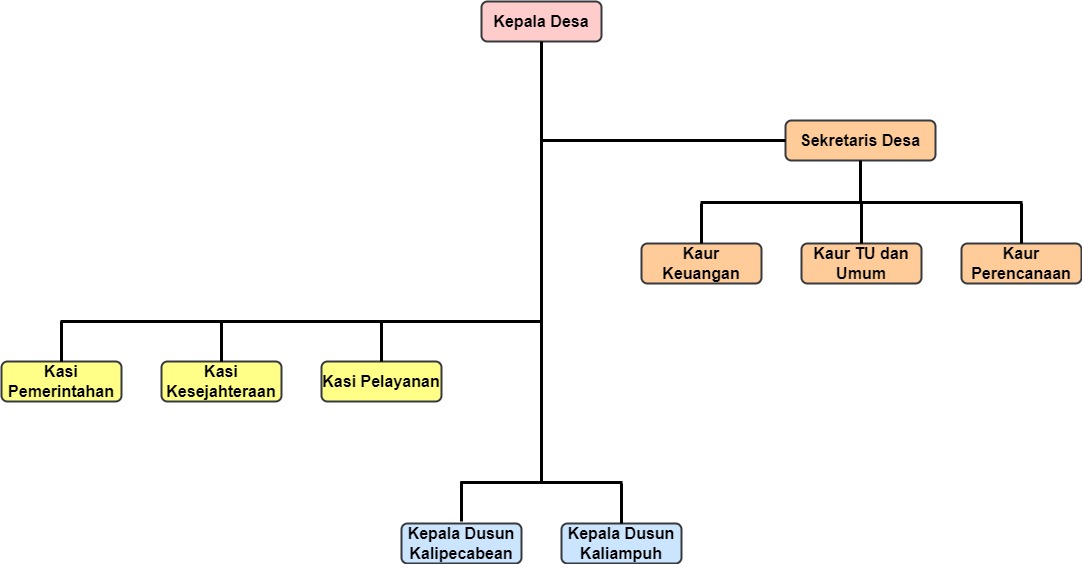 Kepala Desa
Sekretaris Desa
Kaur
Keuangan
Kaur TU dan
Umum
Kaur
Perencanaan
Kasi
Pemerintahan
Kasi
Kesejahteraan
Kasi Pelayanan
Kepala Dusun
Kalipecabean
Kepala Dusun
Kaliampuh